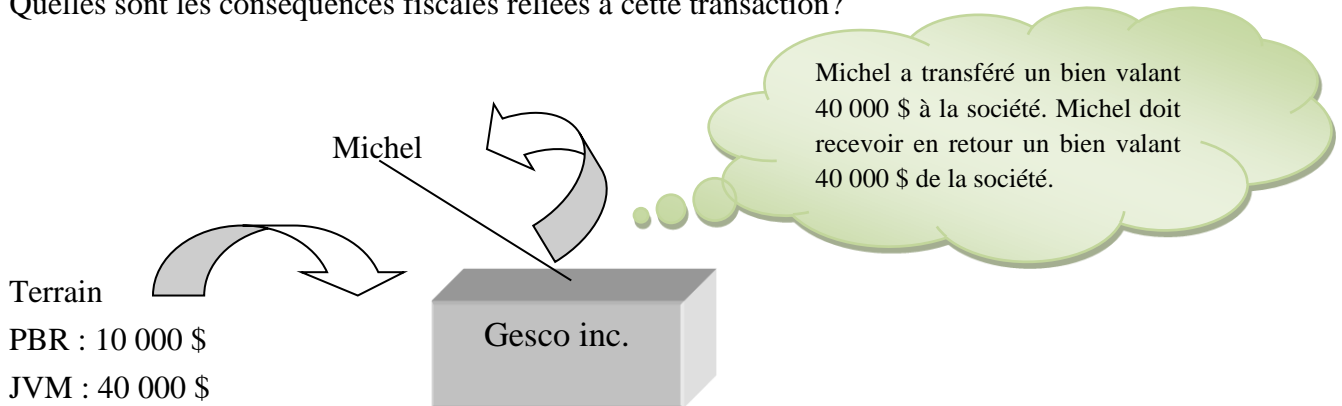 Quelles sont les conséquences fiscales reliées à cette transaction?
Michel a transféré un bien valant
40 000 $ à la société. Michel doit
recevoir en retour un bien valant
40 000 $ de la société.
Michel
Terrain
PBR : 10 000 $
JVM : 40 000 $
Gesco inc.